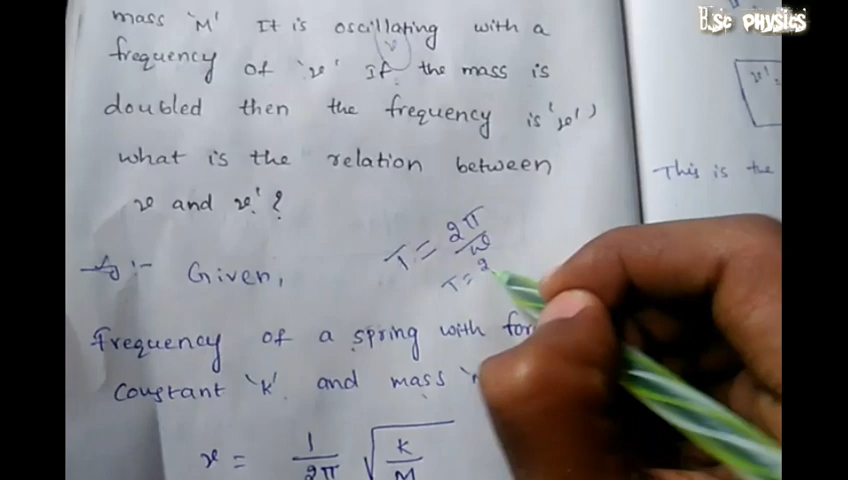 B.sc PHYSICS
mass 'M' It is oscillating with a
frequency of 'ν' If the mass is
doubled then the frequency is 'ν''
what is the relation between
ν and ν'?
This is the
T = 2π/ω
T = 2
:- Given,
Frequency of a spring with for
constant 'K' and mass
ν = 1/2π √K/M